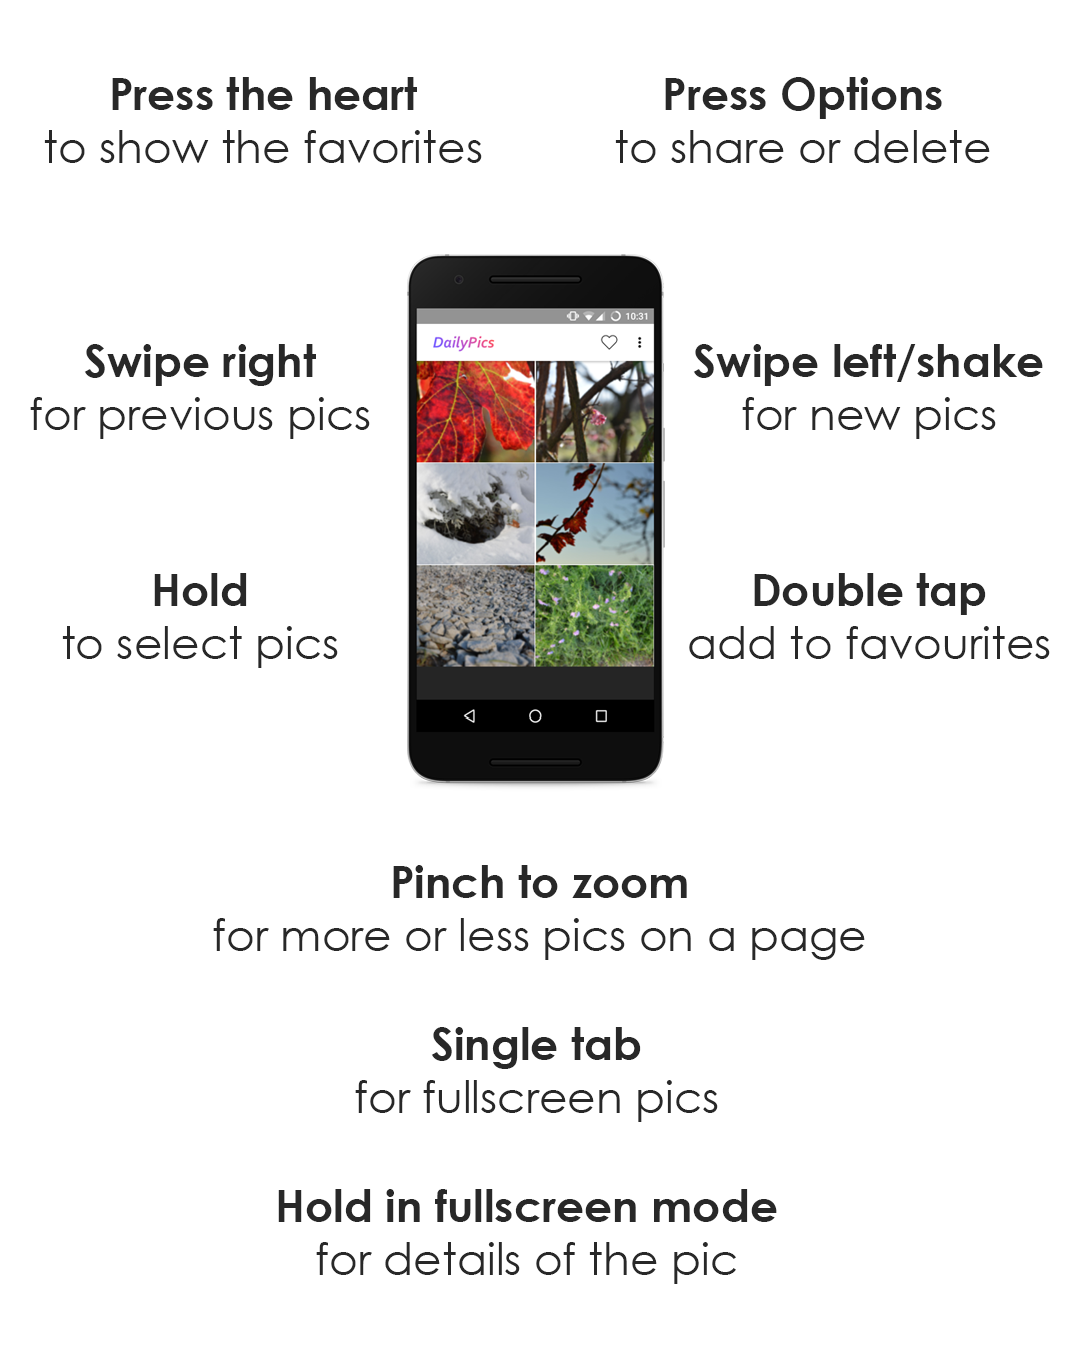 Press the heart
to show the favorites
Press Options
to share or delete
10:31
DailyPics
Swipe right
for previous pics
Swipe left/shake
for new pics
Hold
to select pics
Double tap
add to favourites
Pinch to zoom
for more or less pics on a page
Single tab
for fullscreen pics
Hold in fullscreen mode
for details of the pic